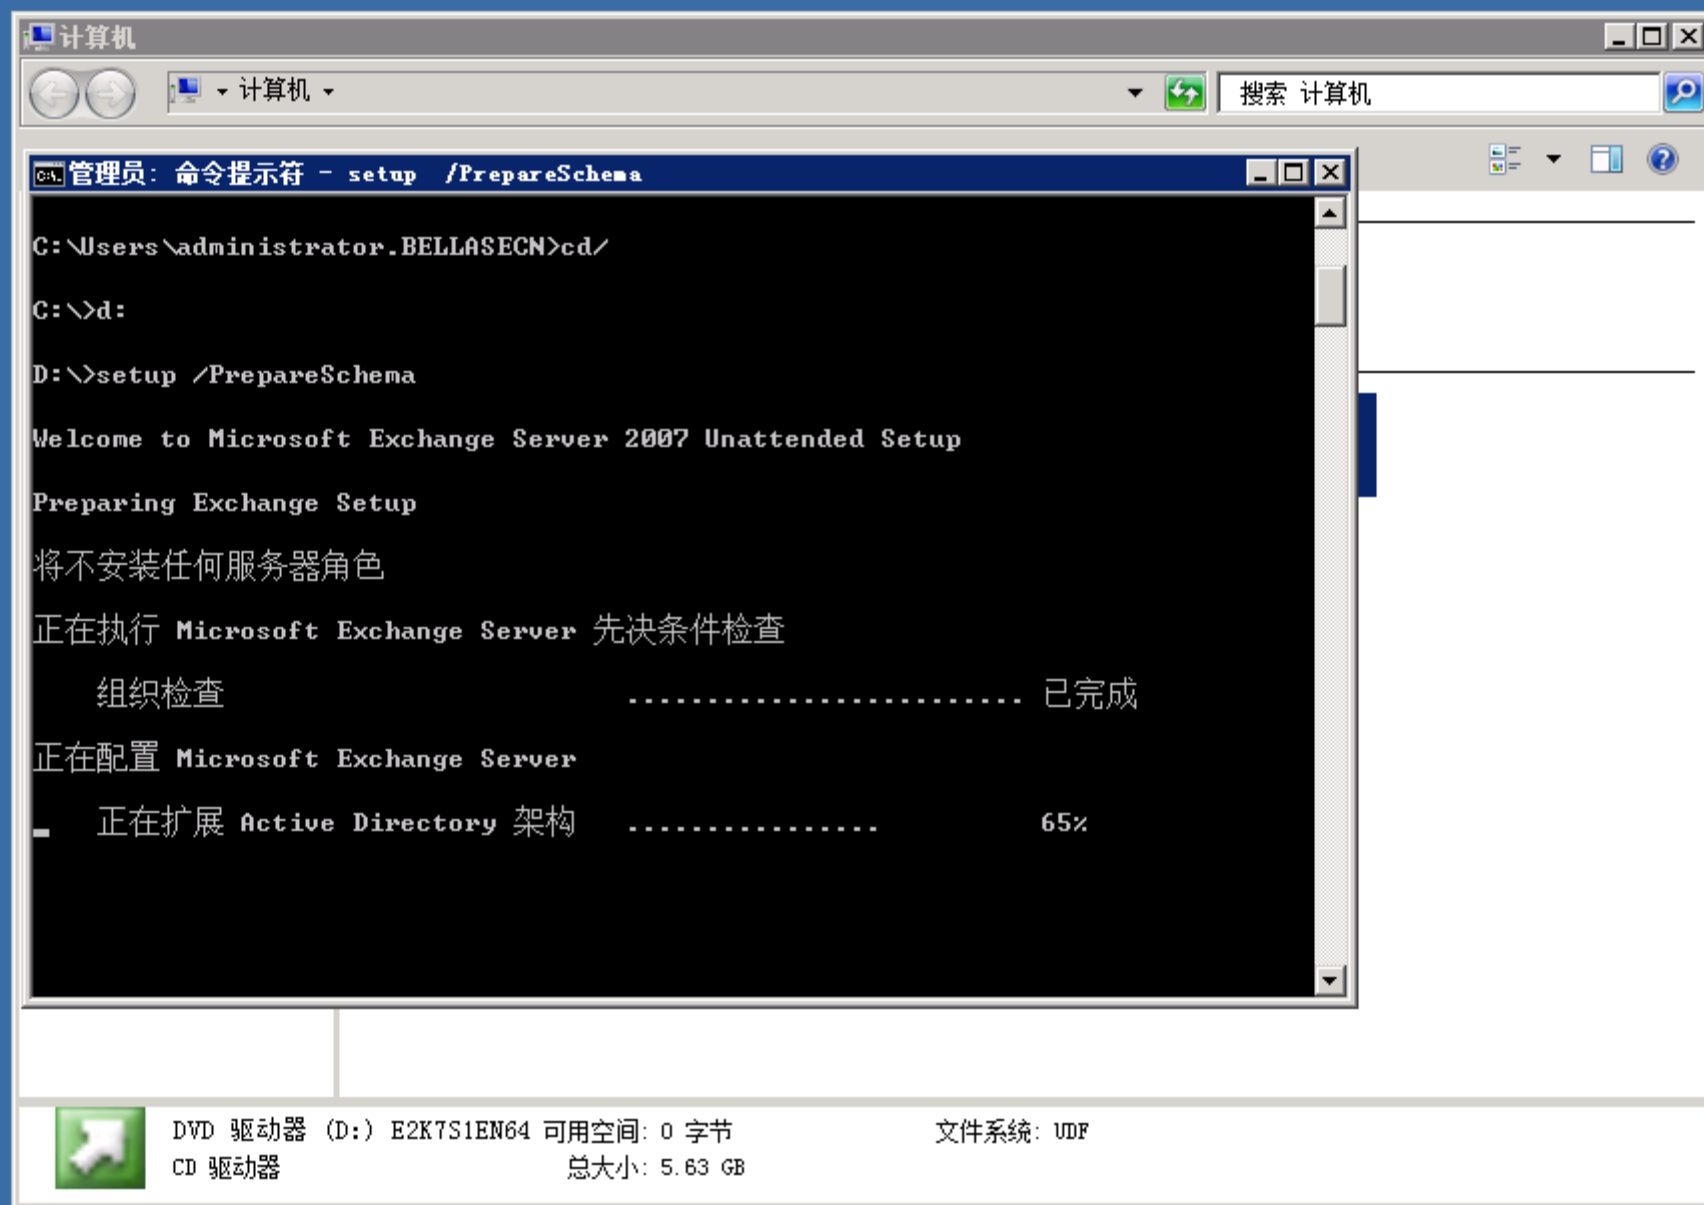 计算机
计算机
搜索 计算机
管理员: 命令提示符 - setup  /PrepareSchema
C:\Users\administrator.BELLASECN>cd/
C:\>d:
D:\>setup /PrepareSchema
Welcome to Microsoft Exchange Server 2007 Unattended Setup
Preparing Exchange Setup
将不安装任何服务器角色
正在执行 Microsoft Exchange Server 先决条件检查
组织检查 ......................... 已完成
正在配置 Microsoft Exchange Server
正在扩展 Active Directory 架构 ................ 65%
DVD 驱动器 (D:) E2K7S1EN64 可用空间: 0 字节 文件系统: UDF
CD 驱动器 总大小: 5.63 GB